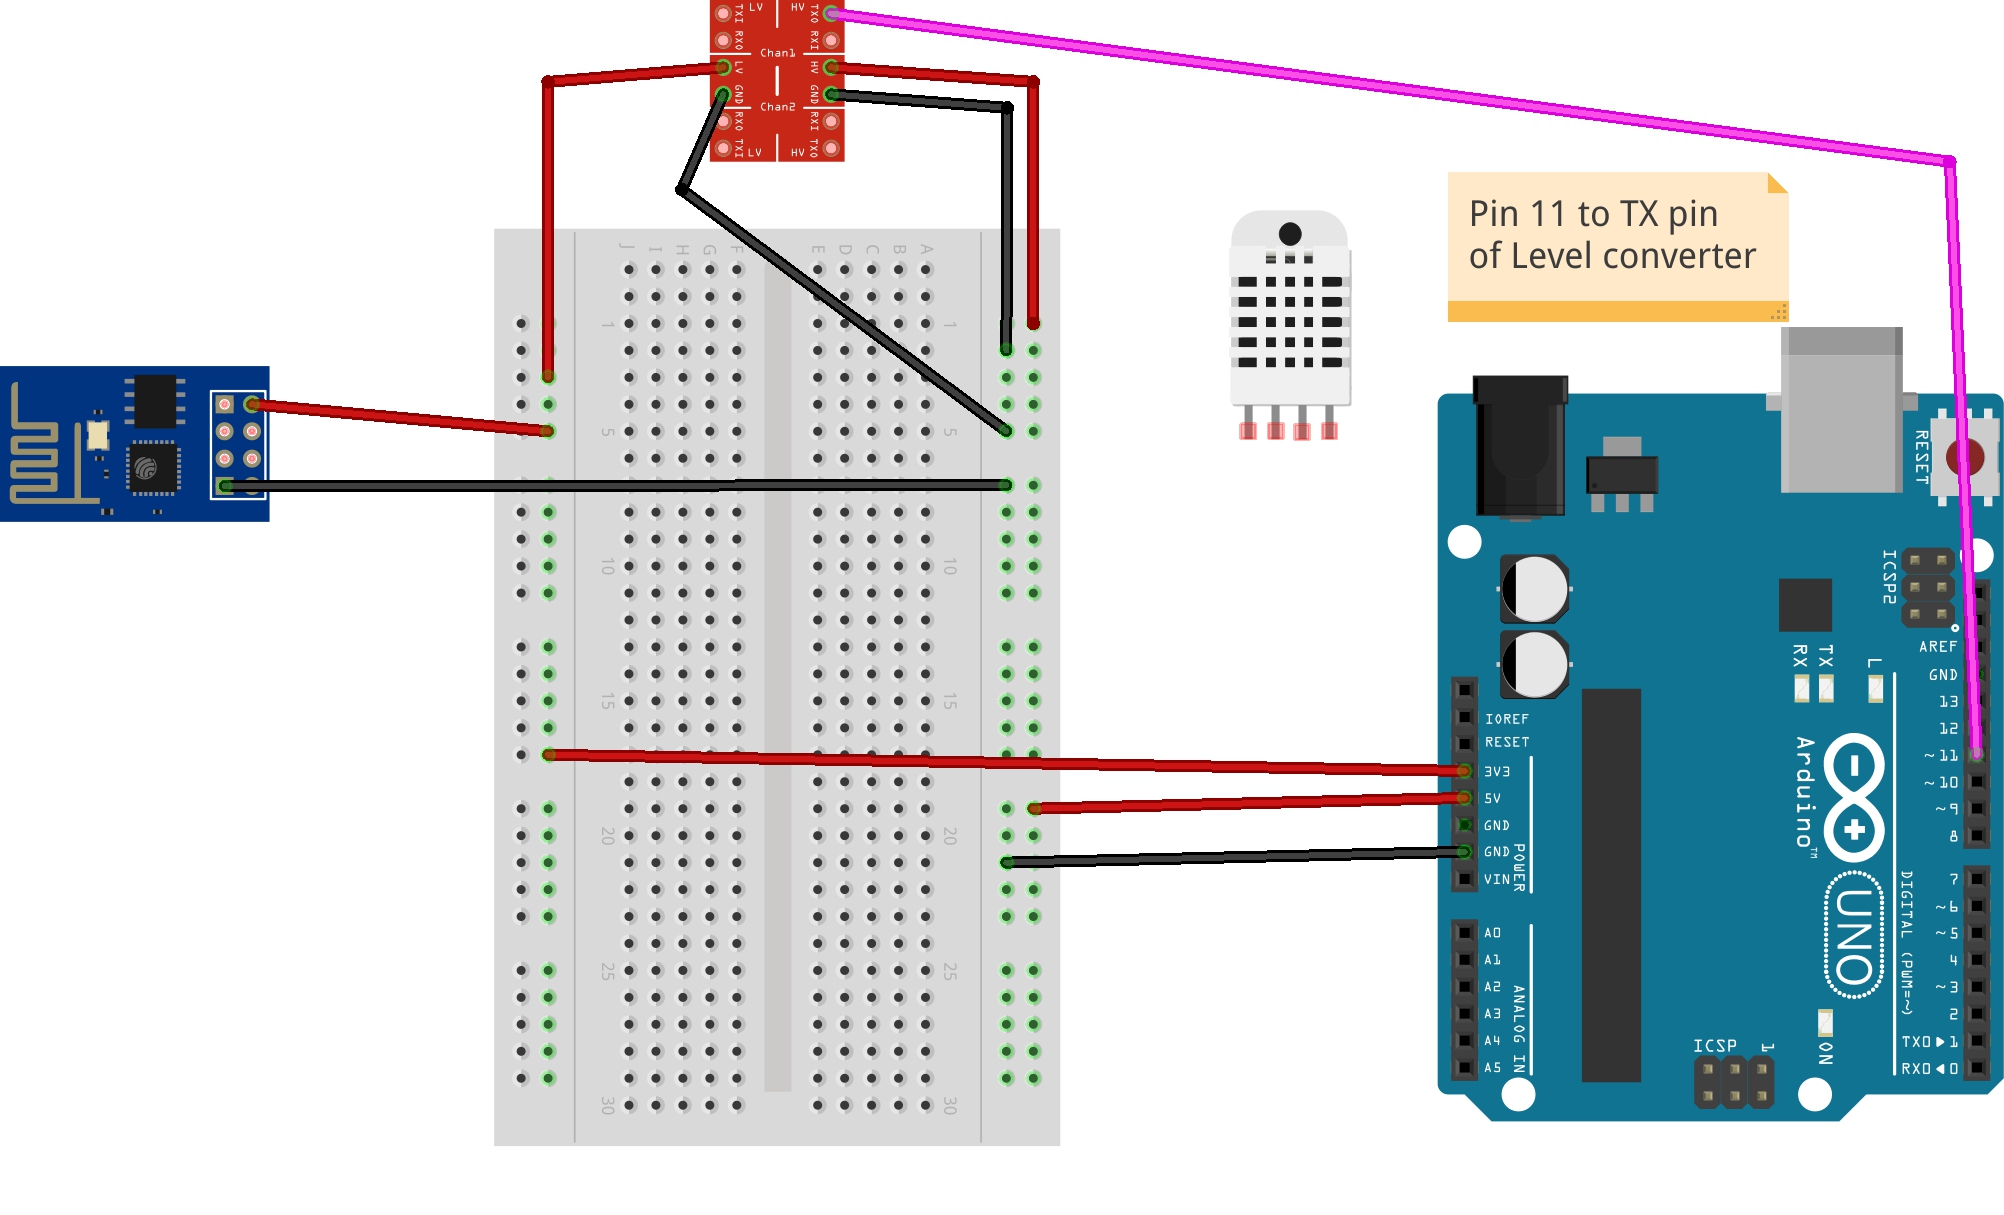 TXI LV HV TXO
RXO RXI
Chan1
LV HV
GND GND
Chan2
RXO RXI
TXI LV HV TXO
Pin 11 to TX pin
of Level converter
J I H G F E D C B A
1 1
5 5
10 10
15 15
20 20
25 25
30 30
RESET
ICSP2
AREF
GND
13
12
~11
~10
~9
8
RX TX L
IOREF
RESET
3V3
5V
GND
GND
VIN
POWER
Arduino™
UNO
7
~6
~5
4
~3
2
TX0▶1
RX0◀0
DIGITAL (PWM=~)
A0
A1
A2
A3
A4
A5
ANALOG IN
ON
ICSP 1